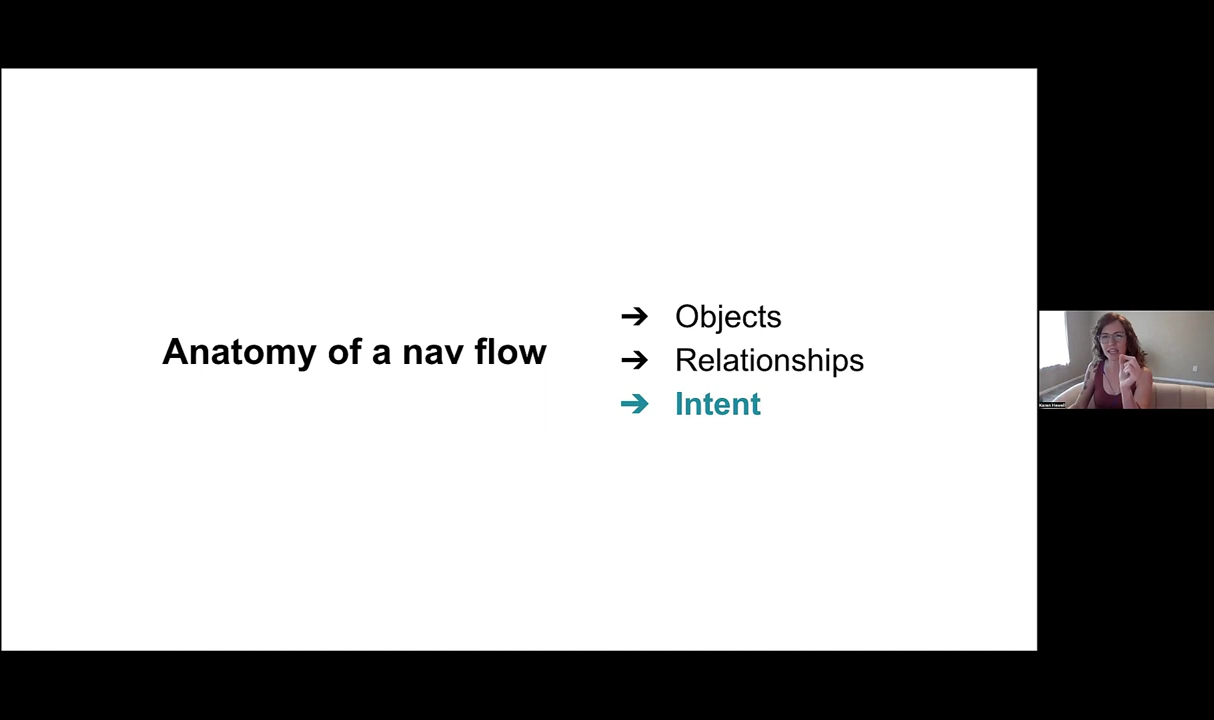 Anatomy of a nav flow
➔ Objects
➔ Relationships
➔ Intent